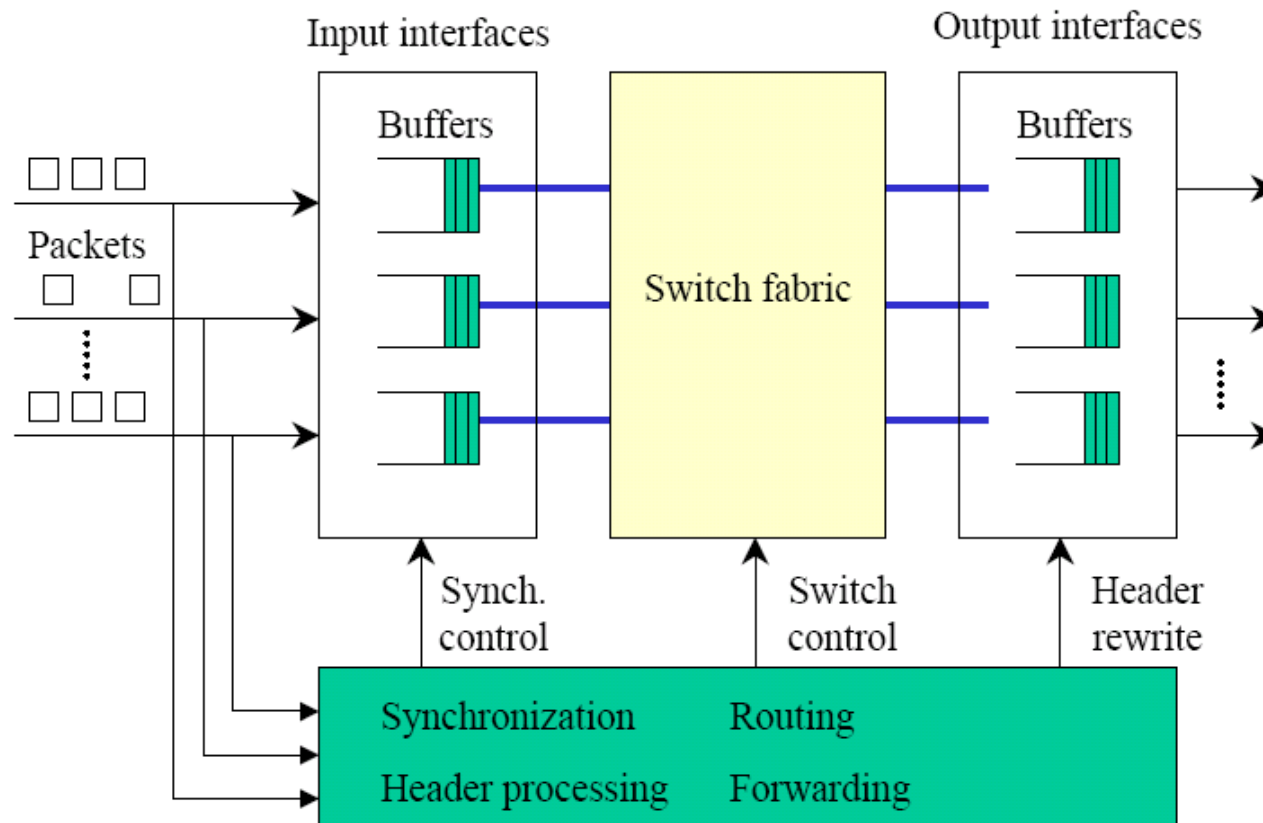 Input interfaces
Output interfaces
Buffers
Buffers
Packets
Switch fabric
Synch.
control
Switch
control
Header
rewrite
Synchronization
Routing
Header processing
Forwarding